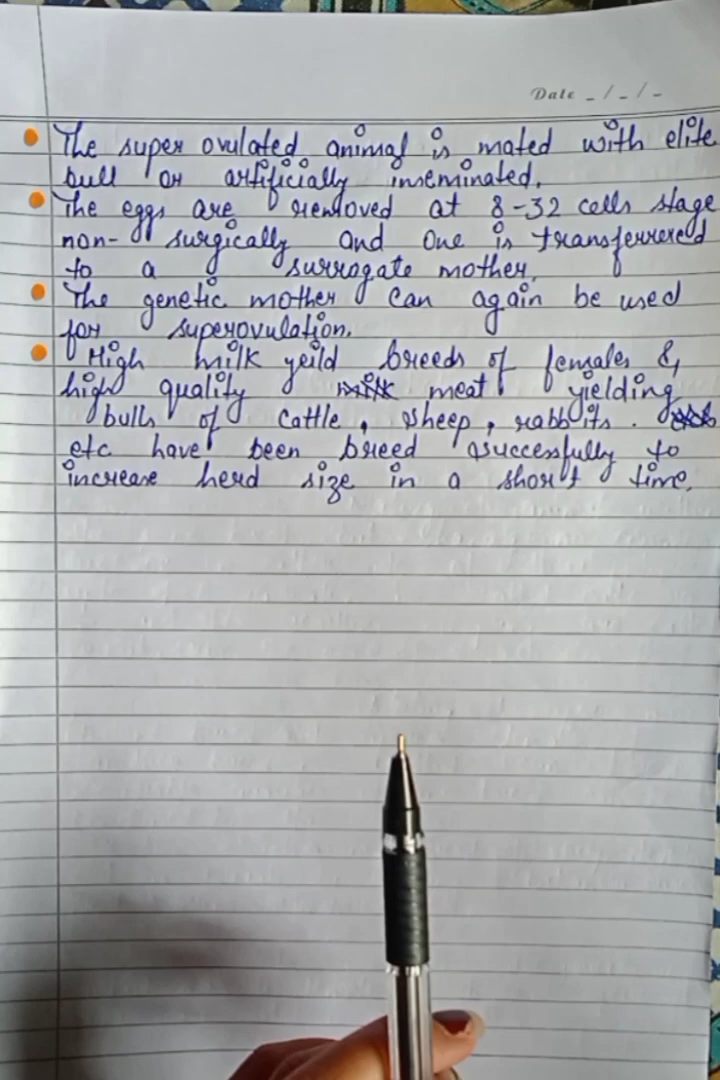 Date _/_/_
The super ovulated animal is mated with elite
bull or artificially inseminated.
The eggs are removed at 8-32 cells stage
non- surgically and one is transferrered
to a surrogate mother.
The genetic mother can again be used
for superovulation.
High milk yeild breeds of females &
high quality meat yielding
bulls of cattle, sheep, rabbits.
etc have been breed successfully to
increase herd size in a short time.